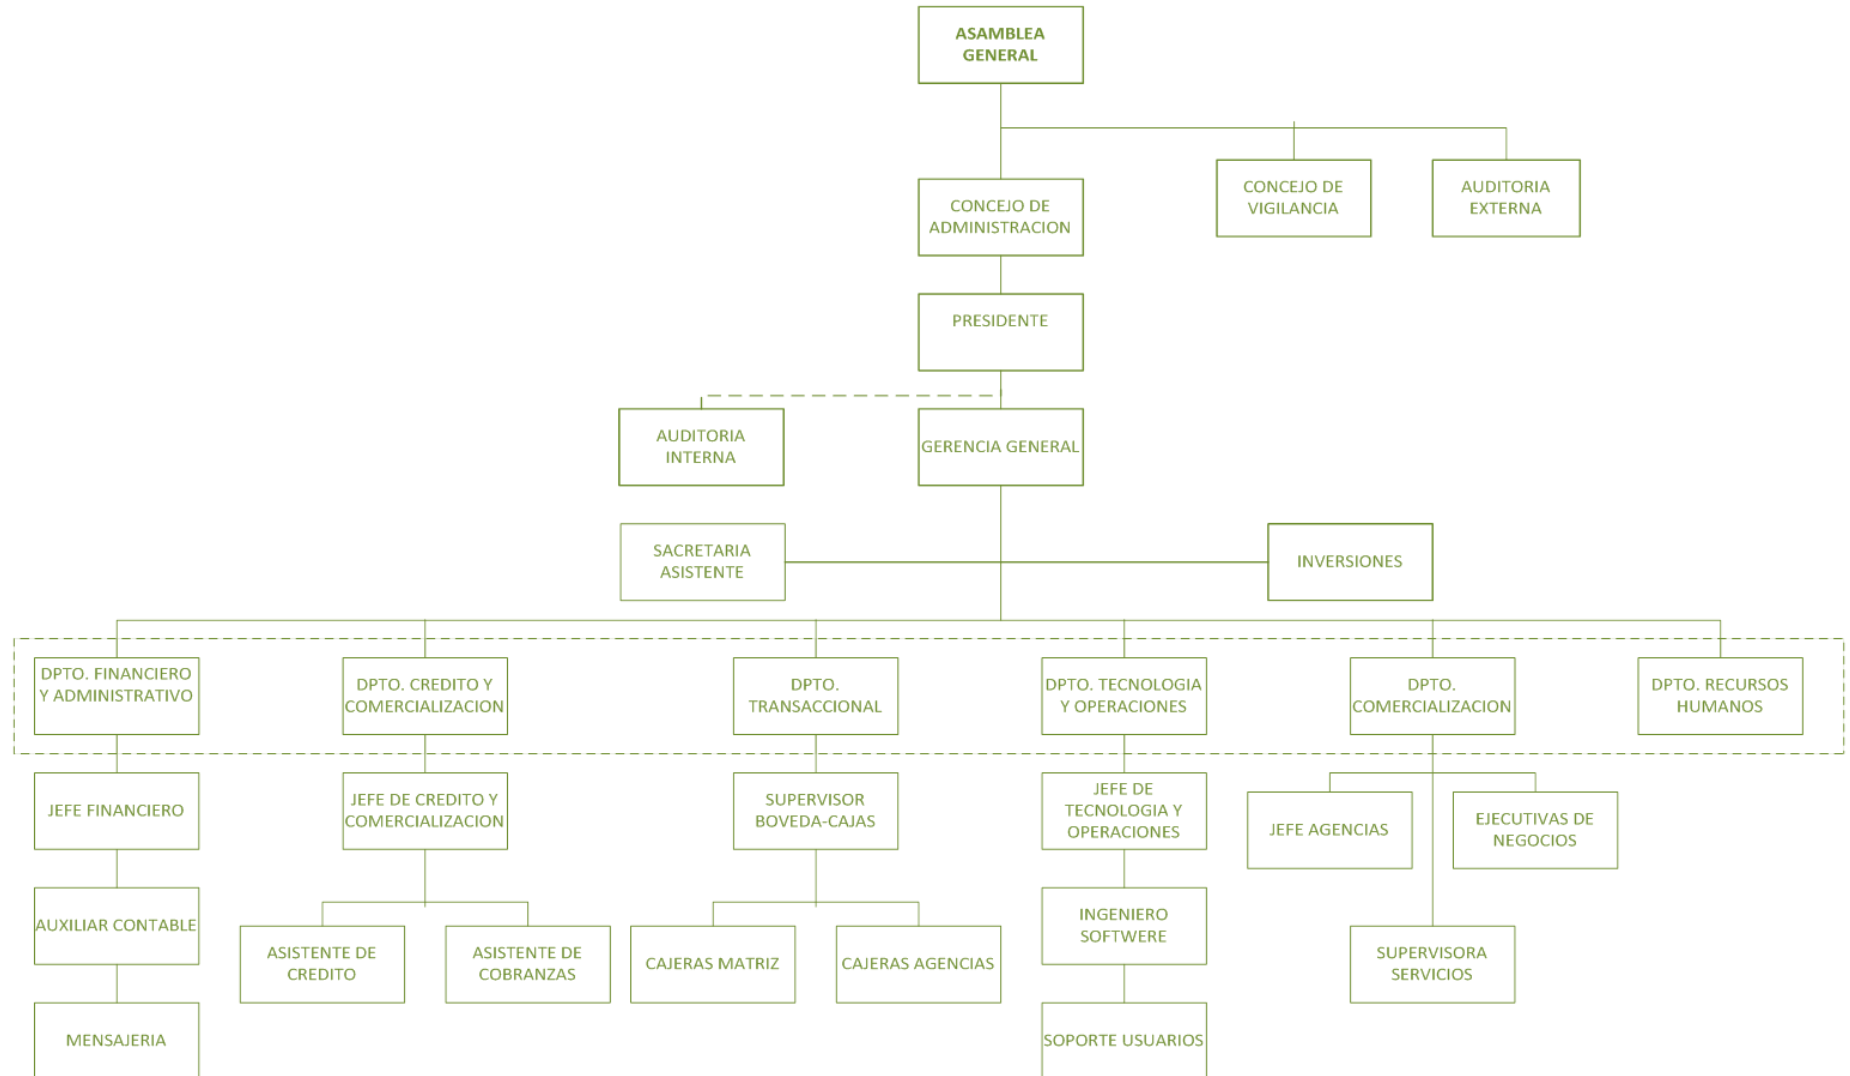 ASAMBLEA
GENERAL
CONCEJO DE
ADMINISTRACION
CONCEJO DE
VIGILANCIA
AUDITORIA
EXTERNA
PRESIDENTE
AUDITORIA
INTERNA
GERENCIA GENERAL
SACRETARIA
ASISTENTE
INVERSIONES
DPTO. FINANCIERO
Y ADMINISTRATIVO
DPTO. CREDITO Y
COMERCIALIZACION
DPTO.
TRANSACCIONAL
DPTO. TECNOLOGIA
Y OPERACIONES
DPTO.
COMERCIALIZACION
DPTO. RECURSOS
HUMANOS
JEFE FINANCIERO
JEFE DE CREDITO Y
COMERCIALIZACION
SUPERVISOR
BOVEDA-CAJAS
JEFE DE
TECNOLOGIA Y
OPERACIONES
JEFE AGENCIAS
EJECUTIVAS DE
NEGOCIOS
AUXILIAR CONTABLE
ASISTENTE DE
CREDITO
ASISTENTE DE
COBRANZAS
CAJERAS MATRIZ
CAJERAS AGENCIAS
INGENIERO
SOFTWERE
SUPERVISORA
SERVICIOS
MENSAJERIA
SOPORTE USUARIOS